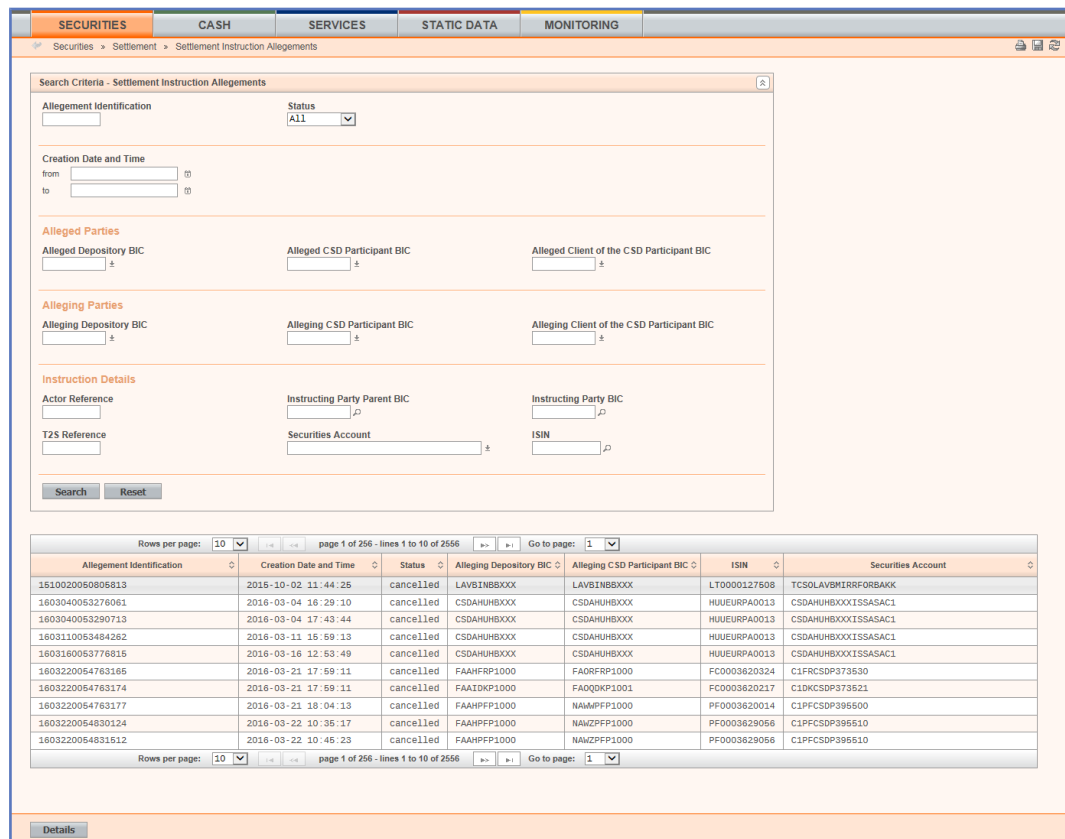 SECURITIES CASH SERVICES STATIC DATA MONITORING
Securities » Settlement » Settlement Instruction Allegements
Search Criteria - Settlement Instruction Allegements
Allegement Identification Status
All
Creation Date and Time
from
to
Alleged Parties
Alleged Depository BIC Alleged CSD Participant BIC Alleged Client of the CSD Participant BIC
Alleging Parties
Alleging Depository BIC Alleging CSD Participant BIC Alleging Client of the CSD Participant BIC
Instruction Details
Actor Reference Instructing Party Parent BIC Instructing Party BIC
T2S Reference Securities Account ISIN
Search Reset
Rows per page: 10 page 1 of 256 - lines 1 to 10 of 2556 Go to page: 1
Allegement Identification Creation Date and Time Status Alleging Depository BIC Alleging CSD Participant BIC ISIN Securities Account
1510020050805813 2015-10-02 11:44:25 cancelled LAVBINBBXXX LAVBINBBXXX LT0000127508 TCSOLAVBMIRRFORBAKK
1603040053276061 2016-03-04 16:29:10 cancelled CSDAHUHBXXX CSDAHUHBXXX HUUEURPA0013 CSDAHUHBXXXISSASAC1
1603040053290713 2016-03-04 17:43:44 cancelled CSDAHUHBXXX CSDAHUHBXXX HUUEURPA0013 CSDAHUHBXXXISSASAC1
1603110053484262 2016-03-11 15:59:13 cancelled CSDAHUHBXXX CSDAHUHBXXX HUUEURPA0013 CSDAHUHBXXXISSASAC1
1603160053776815 2016-03-16 12:53:49 cancelled CSDAHUHBXXX CSDAHUHBXXX HUUEURPA0013 CSDAHUHBXXXISSASAC1
1603220054763165 2016-03-21 17:59:11 cancelled FAAHFRP1000 FAORFRP1000 FC0003620324 C1FRCSDP373530
1603220054763174 2016-03-21 17:59:11 cancelled FAAIDKP1000 FAOQDKP1001 FC0003620217 C1DKCSDP373521
1603220054763177 2016-03-21 18:04:13 cancelled FAAHPFP1000 NAWWPFP1000 PF0003620014 C1PFCSDP395500
1603220054830124 2016-03-22 10:35:17 cancelled FAAHPFP1000 NAWZPFP1000 PF0003629056 C1PFCSDP395510
1603220054831512 2016-03-22 10:45:23 cancelled FAAHPFP1000 NAWZPFP1000 PF0003629056 C1PFCSDP395510
Rows per page: 10 page 1 of 256 - lines 1 to 10 of 2556 Go to page: 1
Details